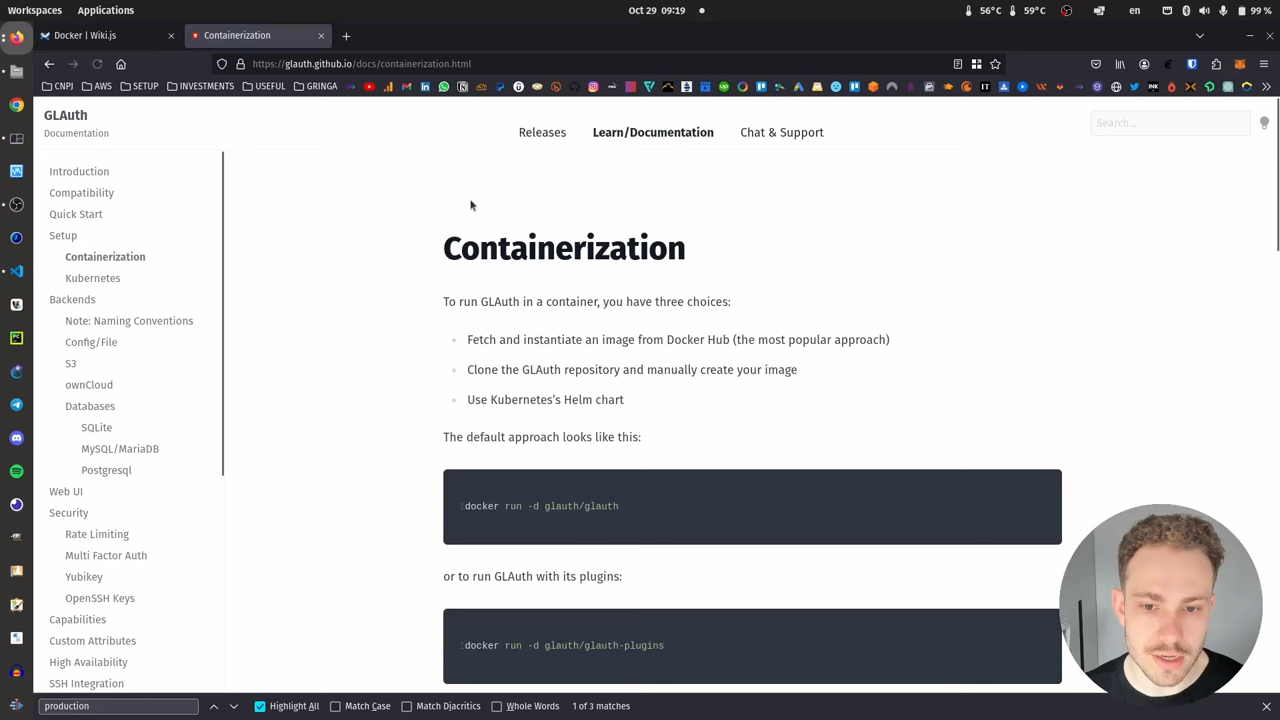 Workspaces Applications Oct 29 09:19 56°C 59°C en 99 %
Docker | Wiki.js Containerization
https://glauth.github.io/docs/containerization.html
CNPJ AWS SETUP INVESTMENTS USEFUL GRINGA
GLAuth
Documentation
Releases Learn/Documentation Chat & Support
Search...
Introduction
Compatibility
Quick Start
Setup
Containerization
Kubernetes
Backends
Note: Naming Conventions
Config/File
S3
ownCloud
Databases
SQLite
MySQL/MariaDB
Postgresql
Web UI
Security
Rate Limiting
Multi Factor Auth
Yubikey
OpenSSH Keys
Capabilities
Custom Attributes
High Availability
SSH Integration
Containerization
To run GLAuth in a container, you have three choices:
Fetch and instantiate an image from Docker Hub (the most popular approach)
Clone the GLAuth repository and manually create your image
Use Kubernetes’s Helm chart
The default approach looks like this:
1docker run -d glauth/glauth
or to run GLAuth with its plugins:
1docker run -d glauth/glauth-plugins
production Highlight All Match Case Match Diacritics Whole Words 1 of 3 matches